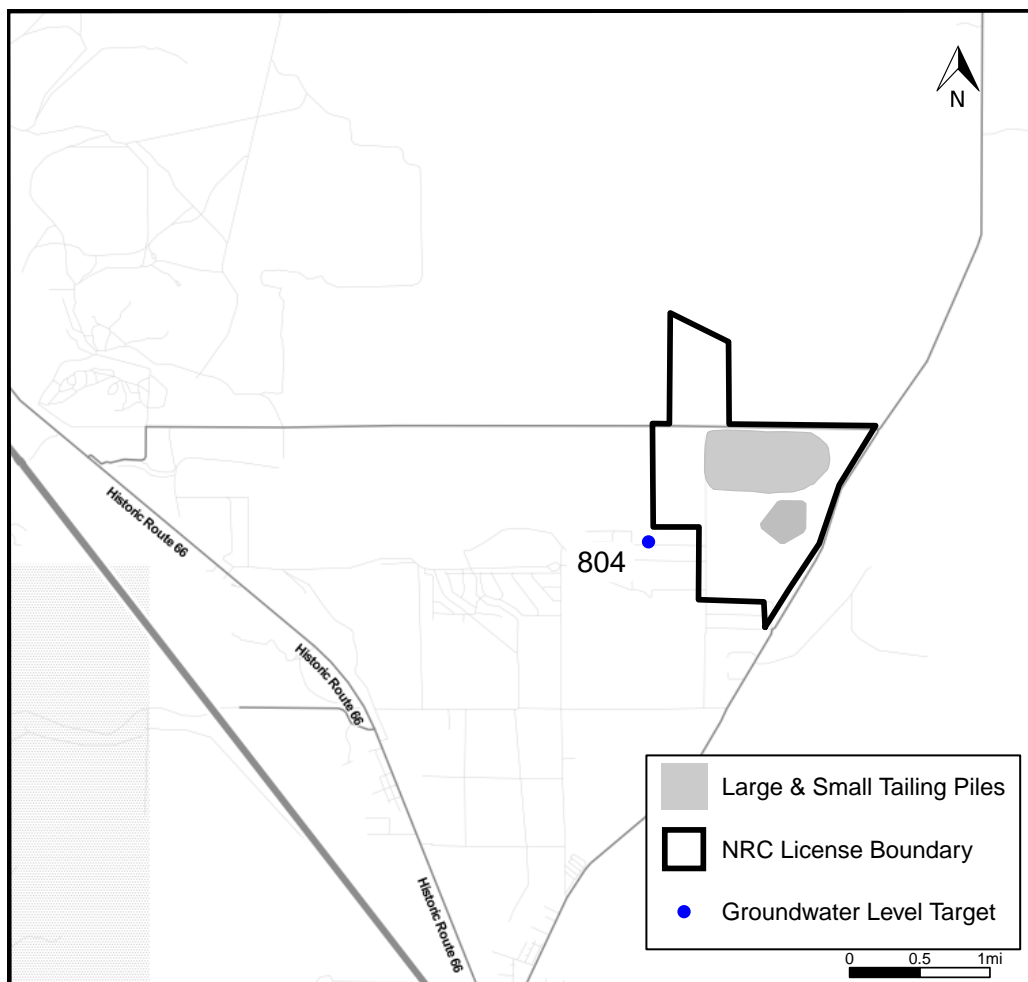 N
Historic Route 66
804
Historic Route 66
Large & Small Tailing Piles
NRC License Boundary
Historic Route 66
Groundwater Level Target
0 0.5 1mi